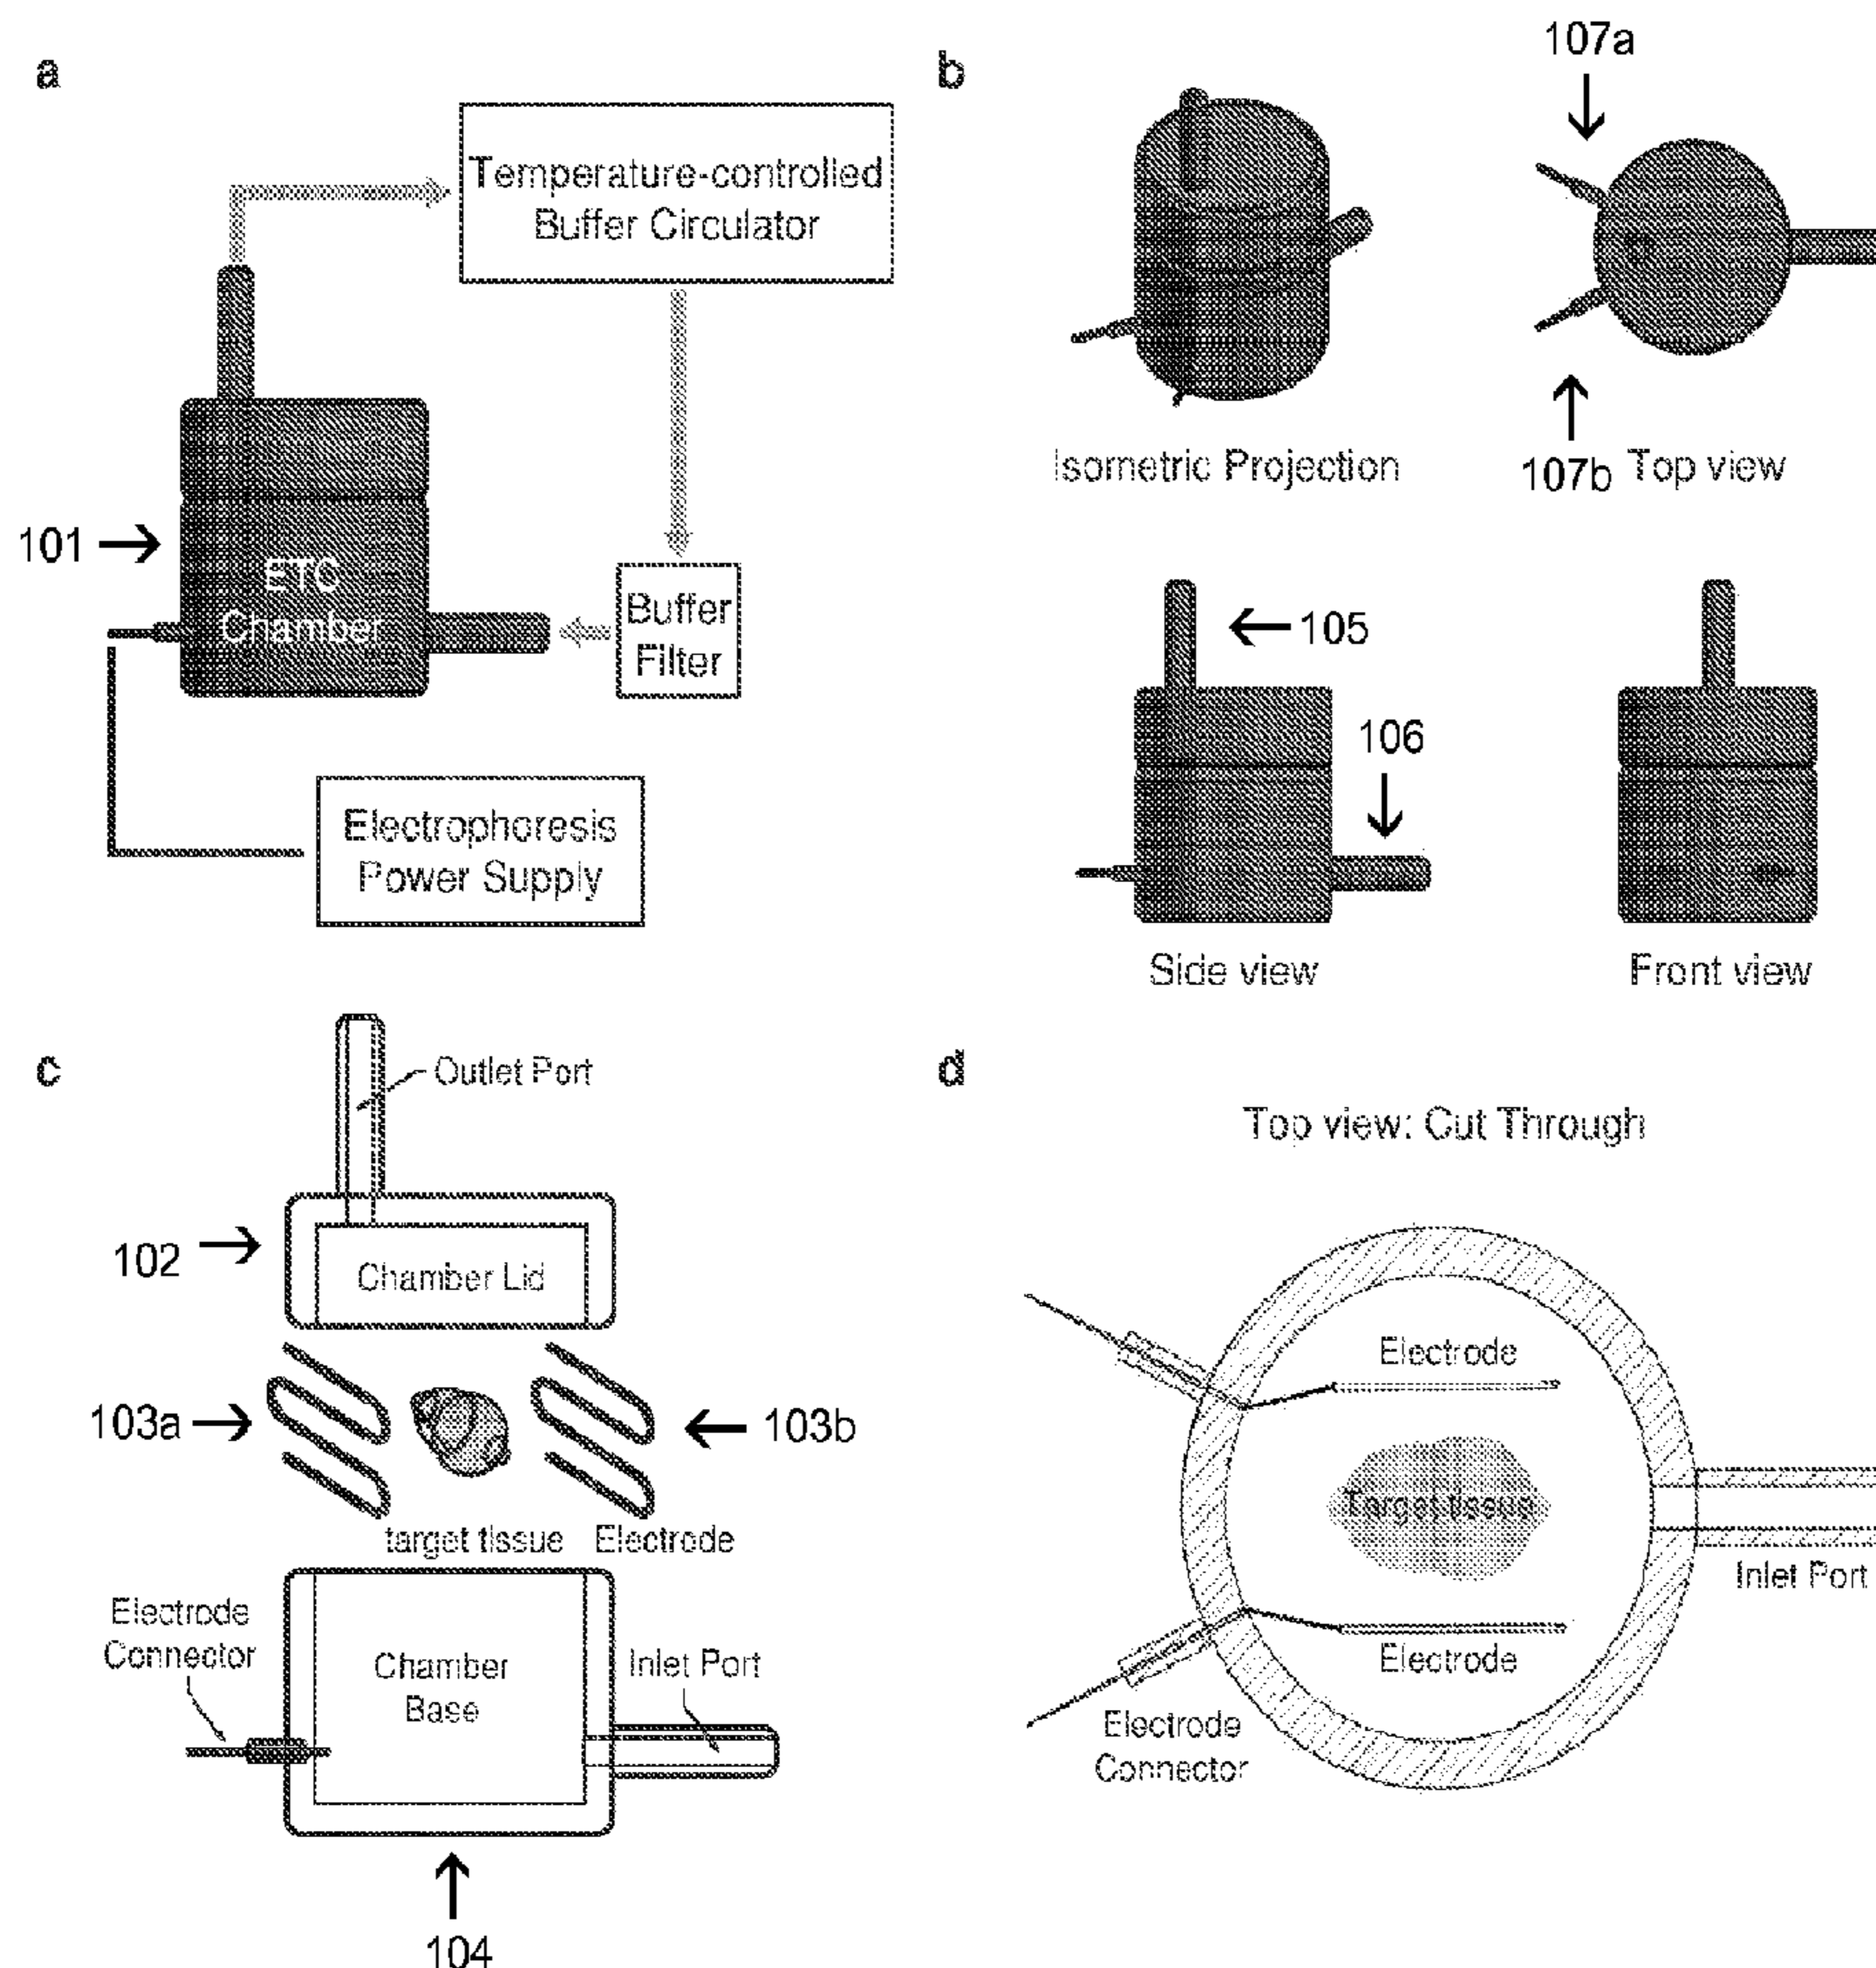 a
Temperature-controlled
Buffer Circulator
101
ETC
Chamber
Buffer
Filter
Electrophoresis
Power Supply
b
107a
Isometric Projection
107b
Top view
105
106
Side view
Front view
c
Outlet Port
102
Chamber Lid
103a
103b
target tissue
Electrode
Electrode
Connector
Chamber
Base
Inlet Port
104
d
Top view: Cut Through
Electrode
Target tissue
Inlet Port
Electrode
Electrode
Connector